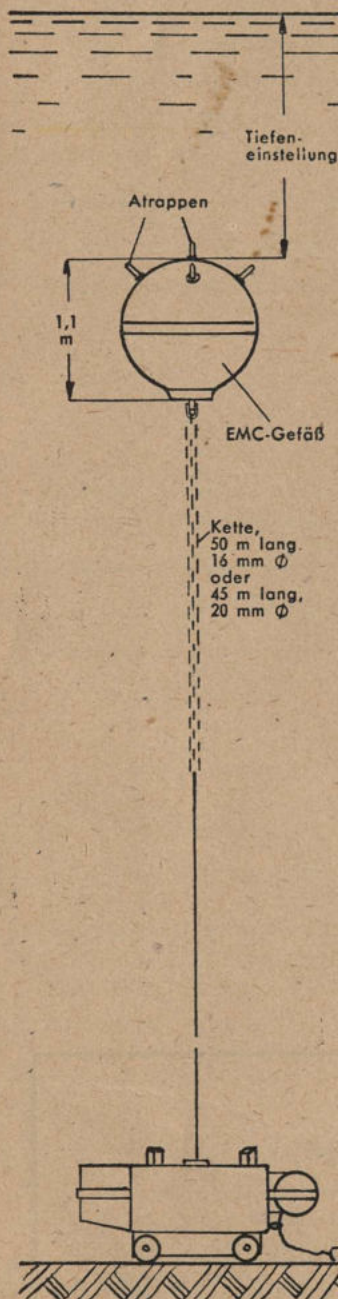 Tiefen-
einstellung
Atrappen
1,1
m
EMC-Gefäß
Kette,
50 m lang.
16 mm Ø
oder
45 m lang,
20 mm Ø